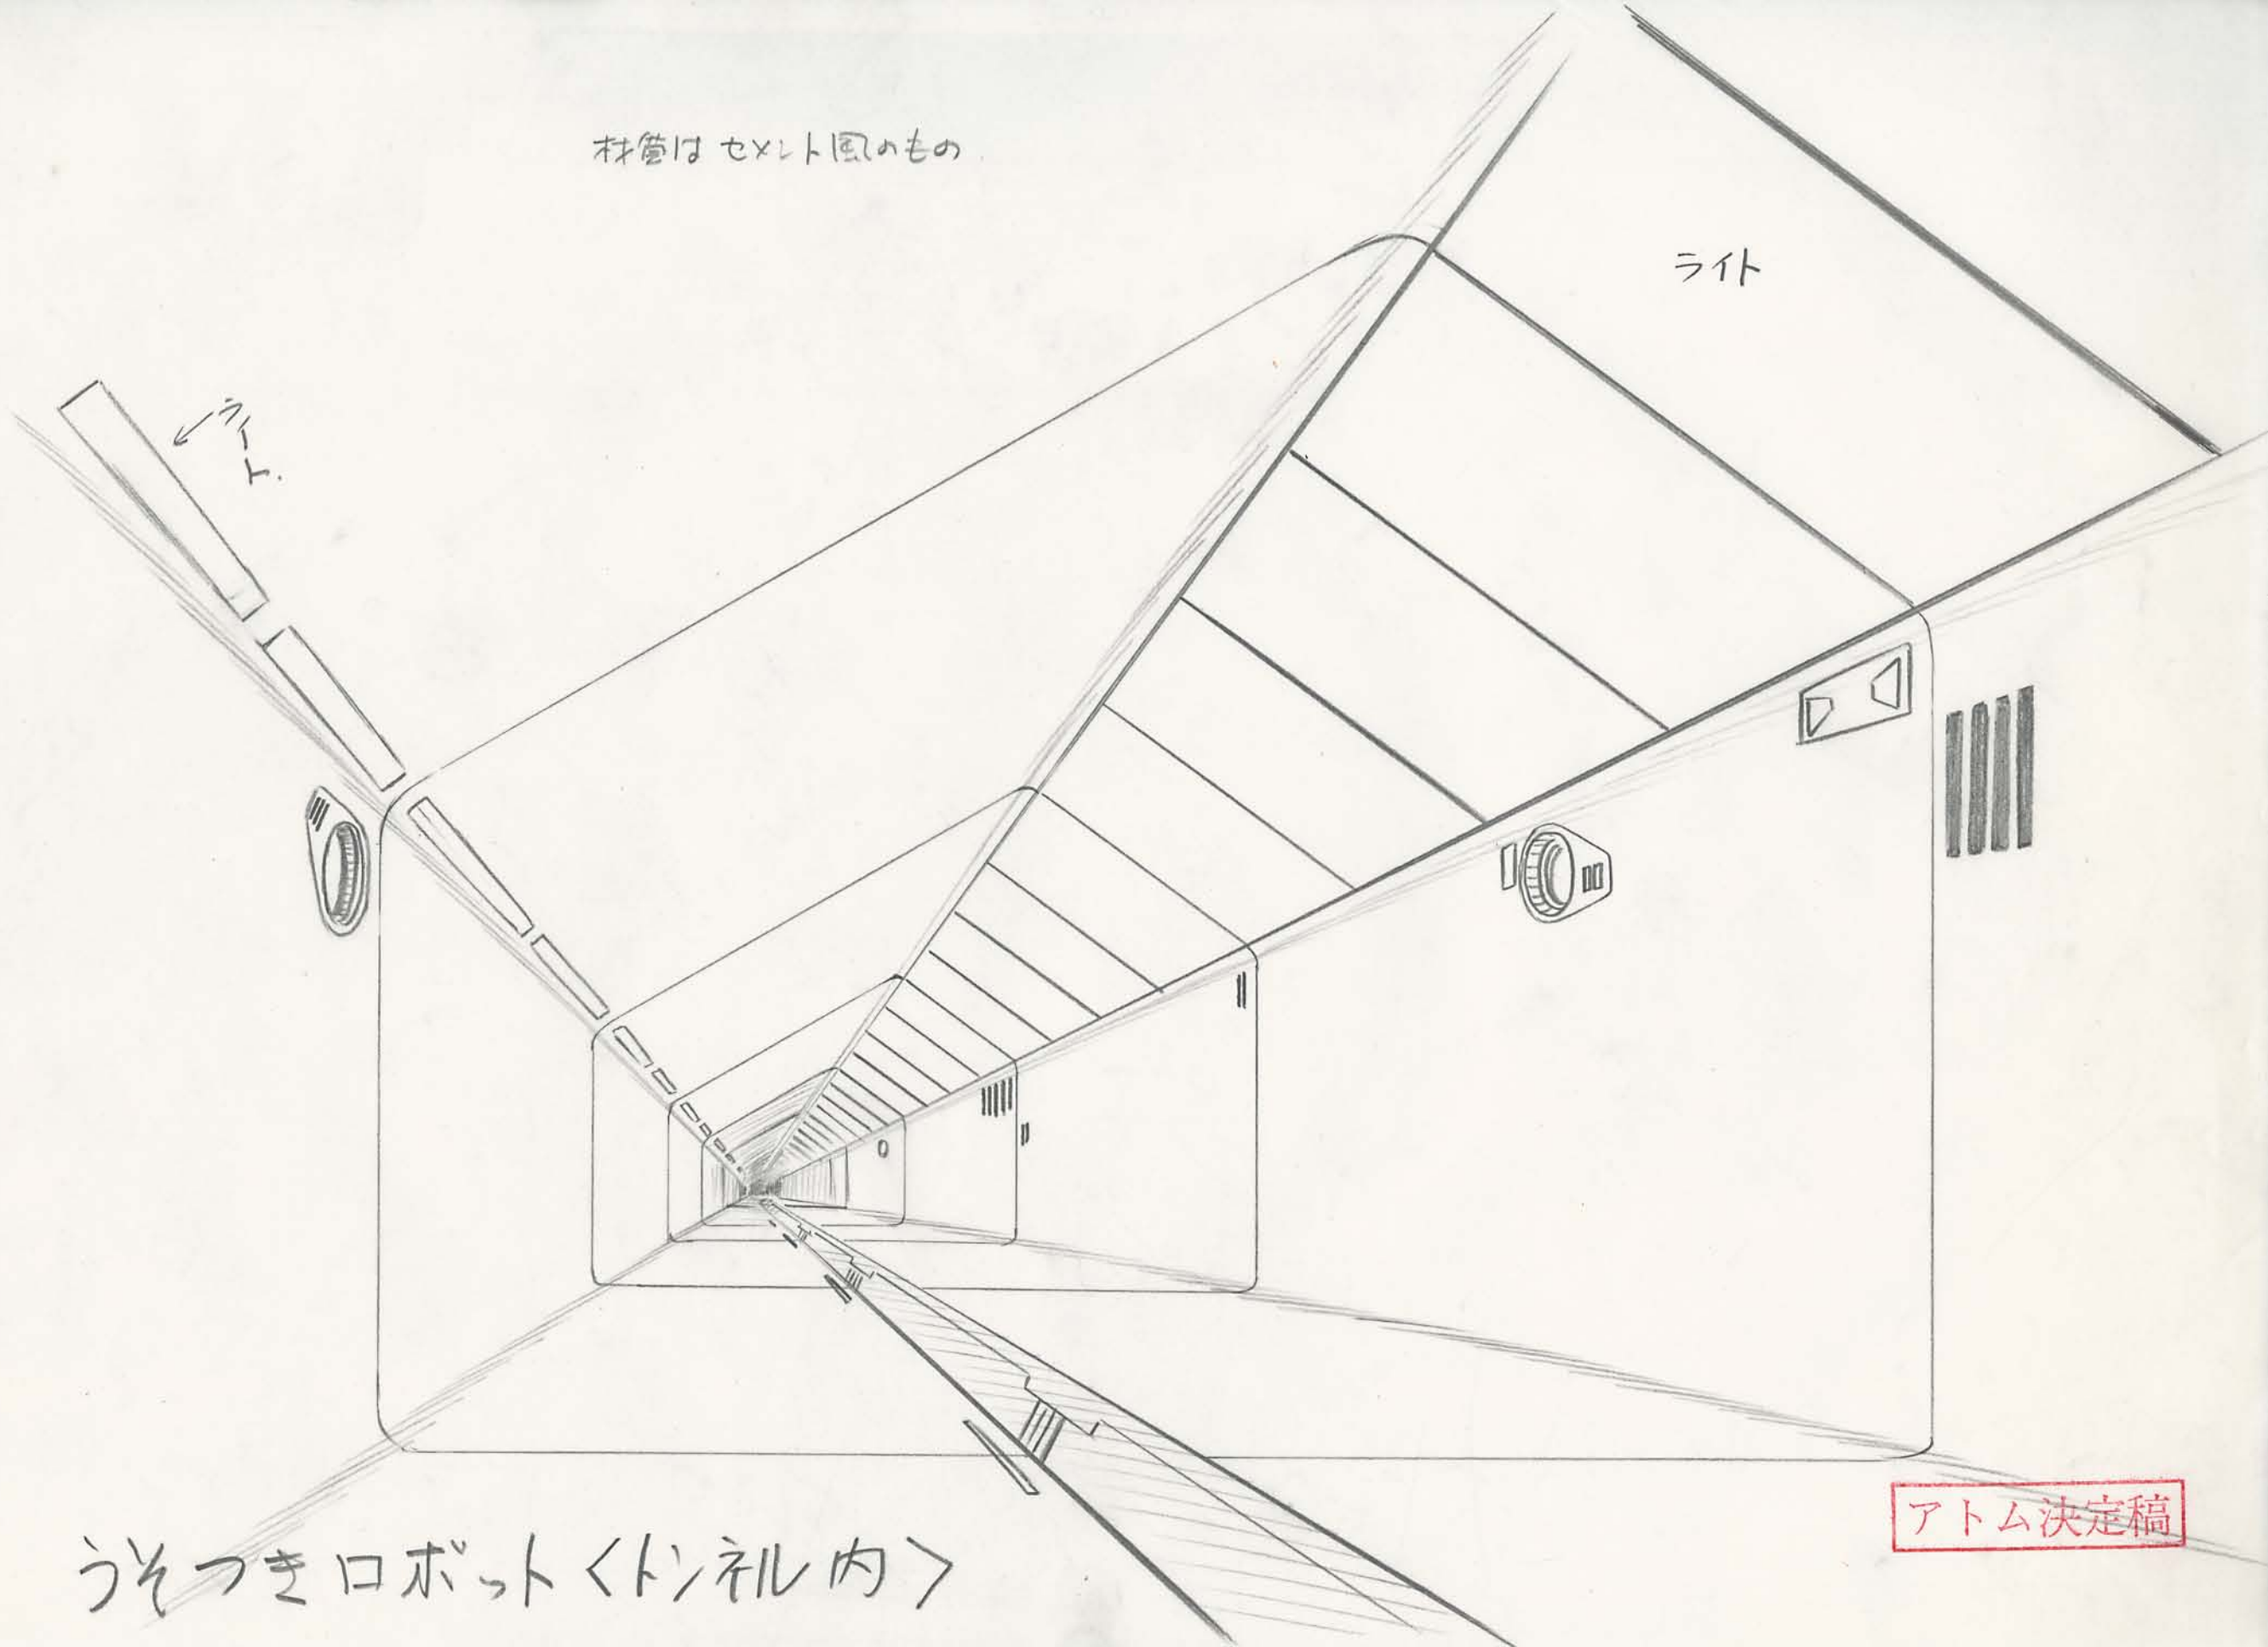 材質は セメント風のもの
ライト
ライト.
うそつきロボット〈トンネル内〉
アトム決定稿